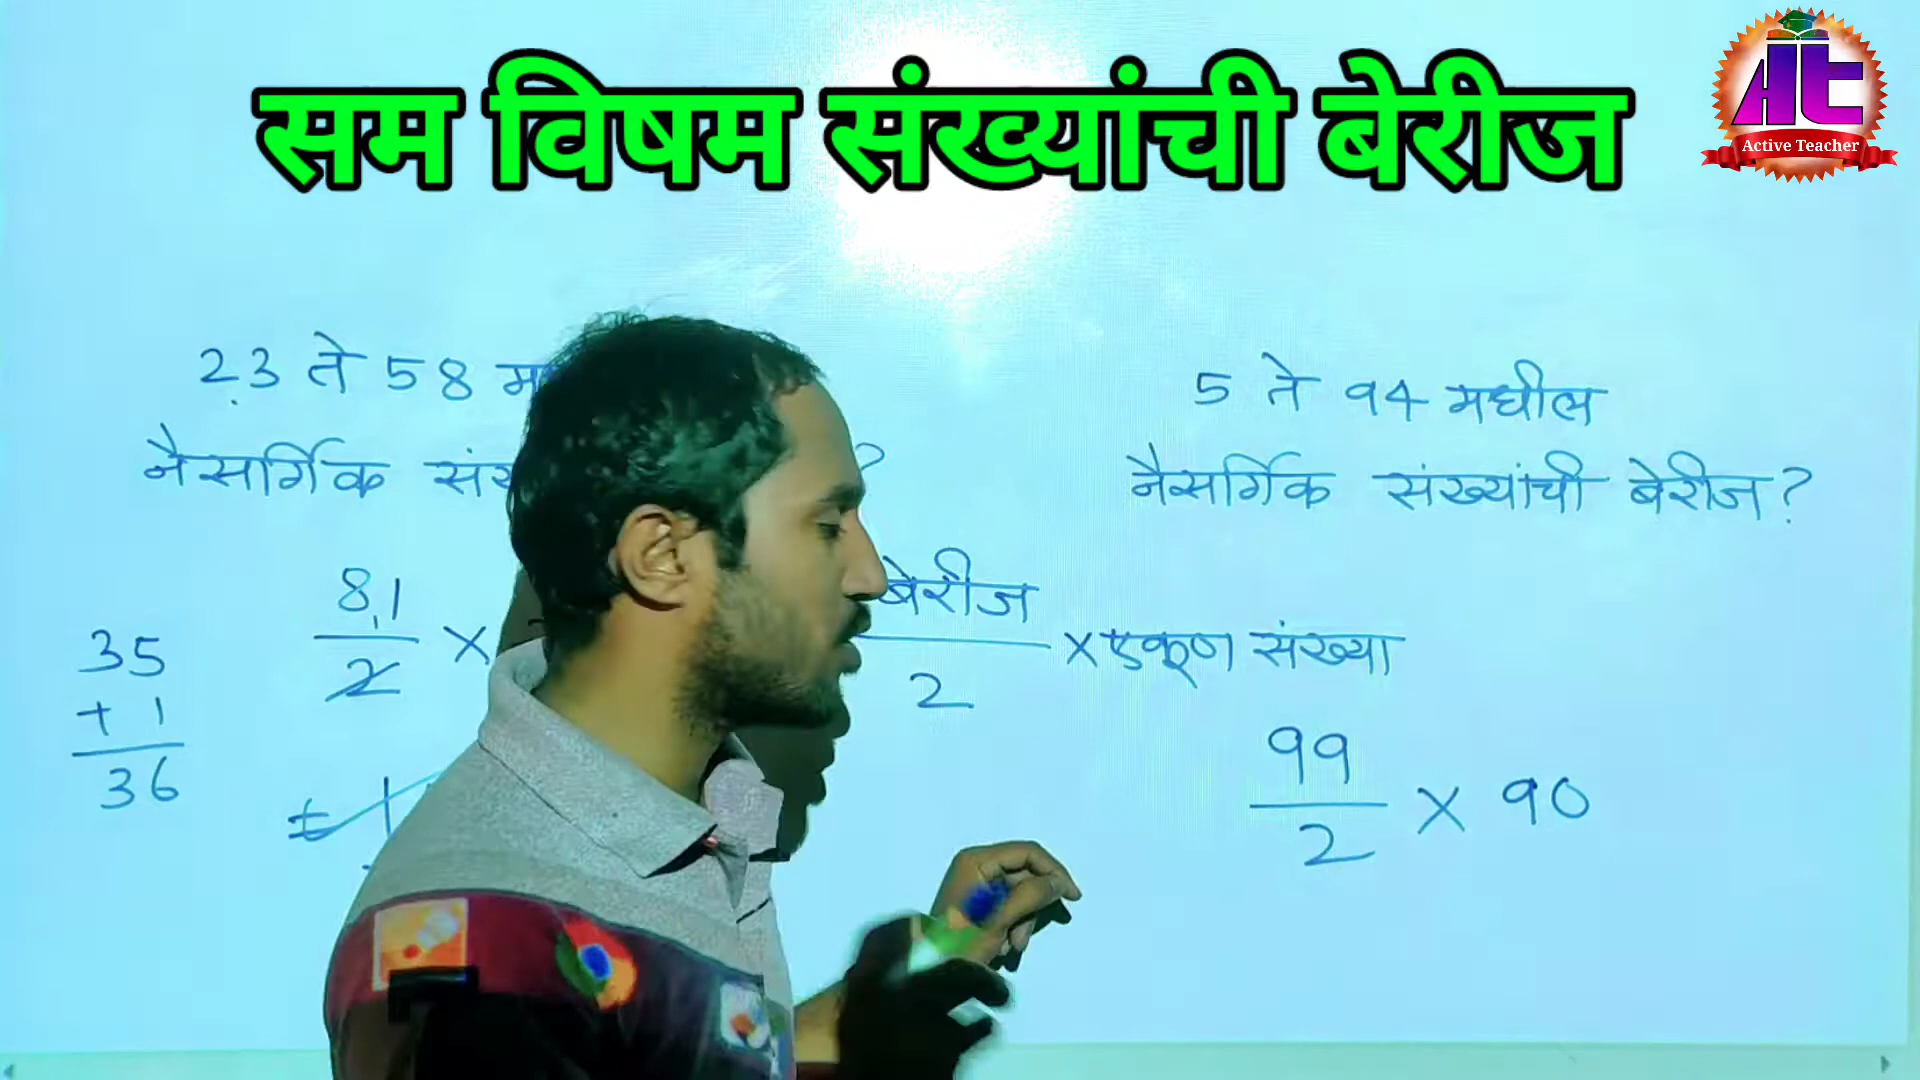 सम विषम संख्यांची बेरीज
Active Teacher
23 ते 58
नैसर्गिक
?
81
2
×
35
+ 1
36
बेरीज
2
× एकूण संख्या
5 ते 94 मधील
नैसर्गिक संख्यांची बेरीज?
99
2
× 90